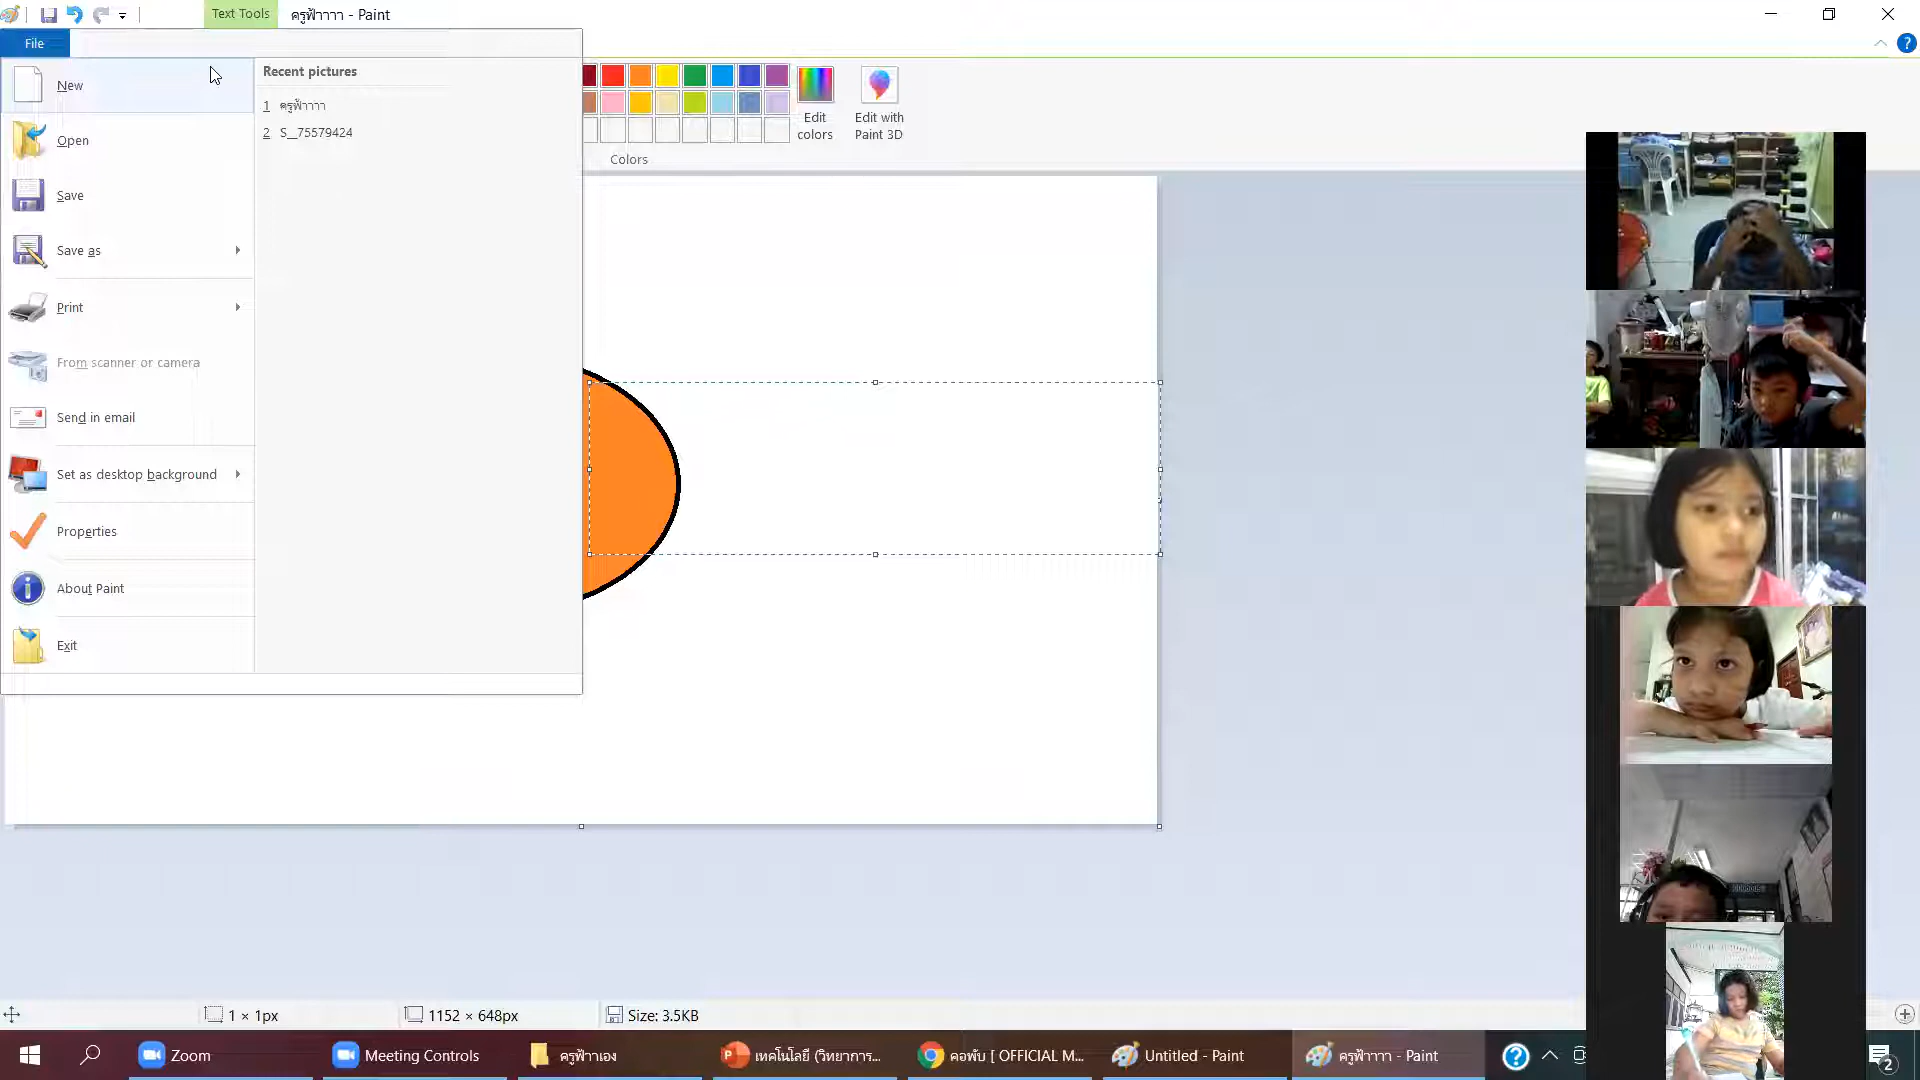 Text Tools
ครูฟ้าาาา - Paint
File
New
Open
Save
Save as
Print
From scanner or camera
Send in email
Set as desktop background
Properties
About Paint
Exit
Recent pictures
1 ครูฟ้าาาา
2 S__75579424
Edit colors
Edit with Paint 3D
Colors
1 × 1px
1152 × 648px
Size: 3.5KB
Zoom
Meeting Controls
ครูฟ้าาเอง
เทคโนโลยี (วิทยาการ...
คอพับ [ OFFICIAL M...
Untitled - Paint
ครูฟ้าาาา - Paint
2